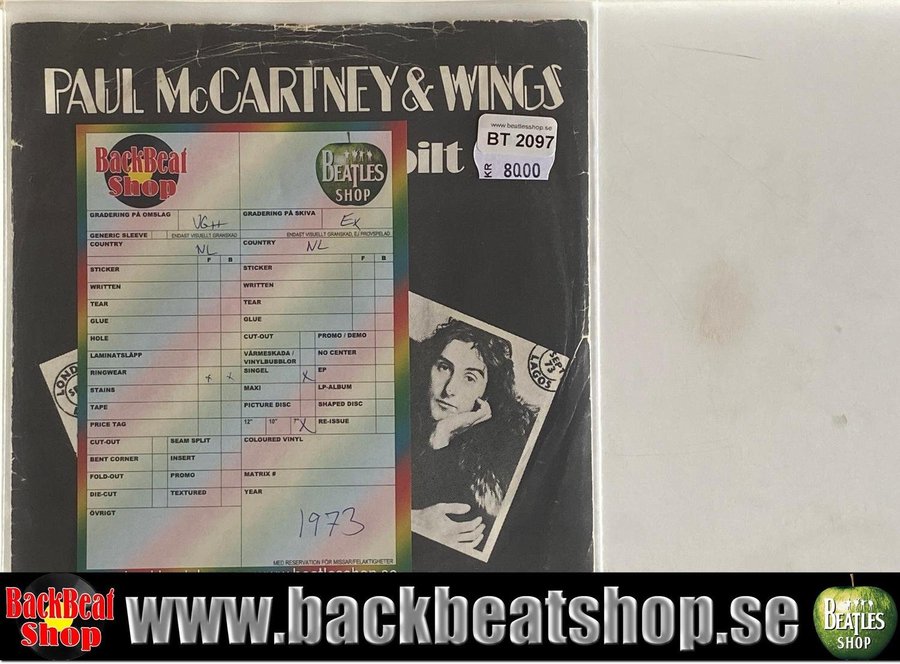 PAUL McCARTNEY & WINGS
www.beatlesshop.se
BT 2097
KR 8000
BackBeat
Shop
BEATLES
SHOP
GRADERING PÅ OMSLAG VG++ GRADERING PÅ SKIVA Ex
GENERIC SLEEVE ENDAST VISUELLT GRANSKAD ENDAST VISUELLT GRANSKAD, EJ PROVSPELAD
COUNTRY NL COUNTRY NL
F B F B
STICKER STICKER
WRITTEN WRITTEN
TEAR TEAR
GLUE GLUE
HOLE CUT-OUT PROMO / DEMO
LAMINATSLÄPP VÄRMESKADA / VINYLBUBBLOR NO CENTER
RINGWEAR x x SINGEL X EP
STAINS MAXI LP-ALBUM
TAPE PICTURE DISC SHAPED DISC
PRICE TAG 12" 10" 7" X RE-ISSUE
CUT-OUT SEAM SPLIT COLOURED VINYL
BENT CORNER INSERT
FOLD-OUT PROMO MATRIX #
DIE-CUT TEXTURED YEAR
ÖVRIGT 1973
MED RESERVATION FÖR MISSAR/FELAKTIGHETER
SEPT
73
LAGOS
BackBeat
Shop
www.backbeatshop.se
BEATLES
SHOP